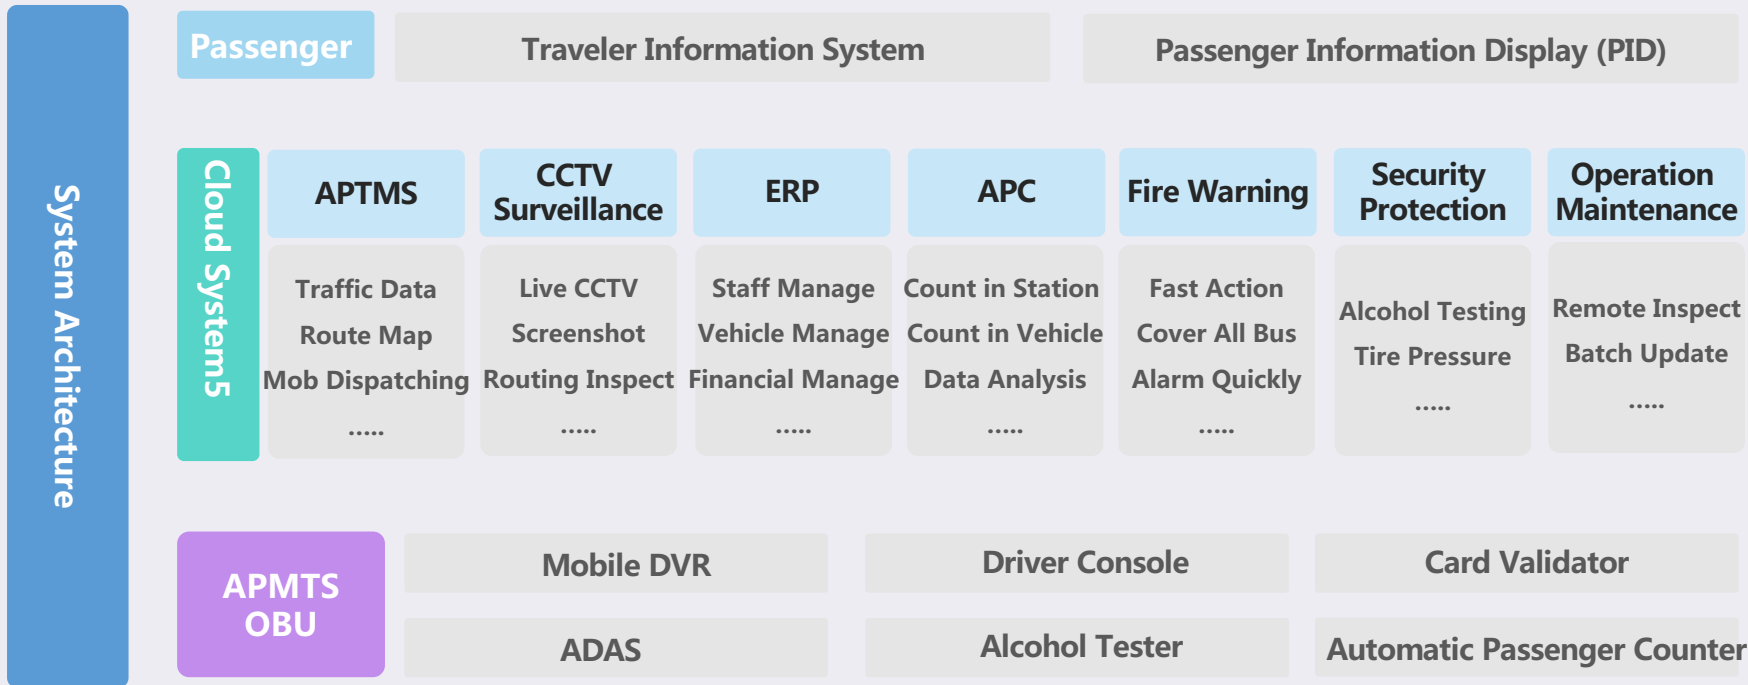 System Architecture
Passenger
Traveler Information System
Passenger Information Display (PID)
Cloud System5
APTMS
Traffic Data
Route Map
Mob Dispatching
.....
CCTV
Surveillance
Live CCTV
Screenshot
Routing Inspect
.....
ERP
Staff Manage
Vehicle Manage
Financial Manage
.....
APC
Count in Station
Count in Vehicle
Data Analysis
.....
Fire Warning
Fast Action
Cover All Bus
Alarm Quickly
.....
Security
Protection
Alcohol Testing
Tire Pressure
.....
Operation
Maintenance
Remote Inspect
Batch Update
.....
APMTS
OBU
Mobile DVR
Driver Console
Card Validator
ADAS
Alcohol Tester
Automatic Passenger Counter